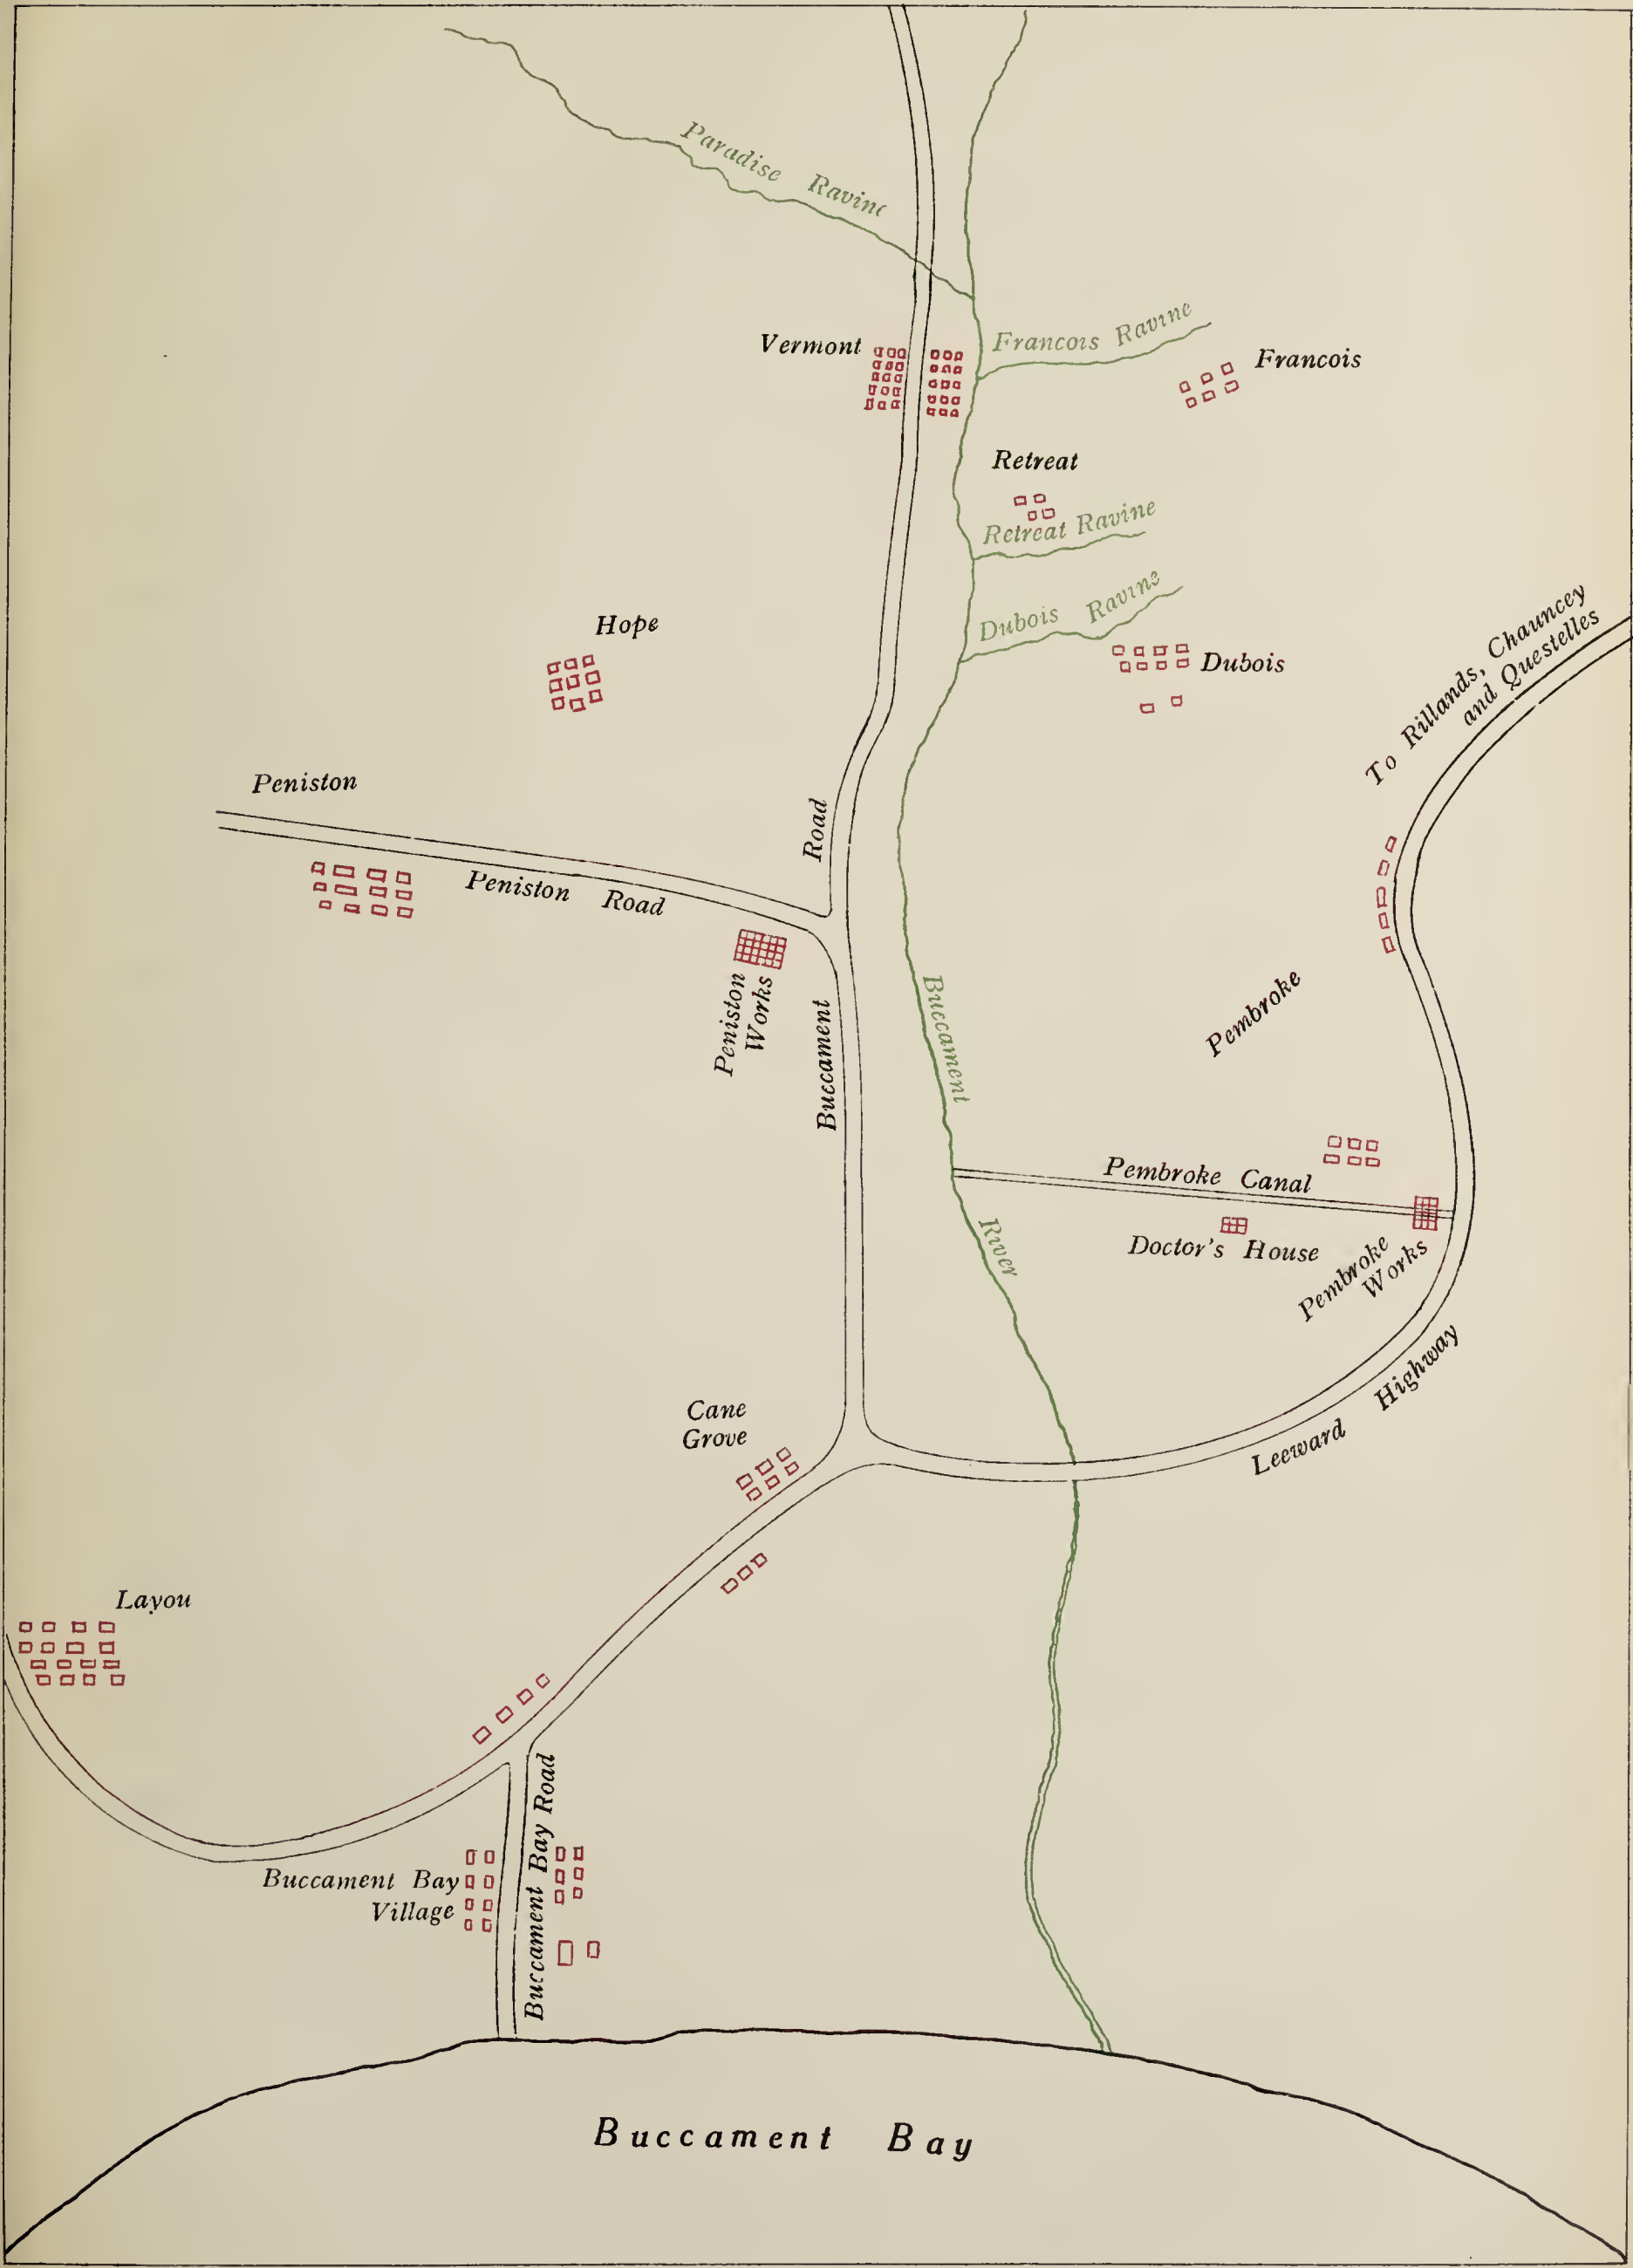 Paradise Ravine
Francois Ravine
Vermont
Francois
Retreat
Retreat Ravine
Dubois Ravine
Hope
Dubois
To Rillands, Chauncey
and Questelles
Peniston
Road
Peniston Road
Peniston
Works
Buccament
Buccament
River
Pembroke
Pembroke Canal
Doctor's House
Pembroke
Works
Leeward Highway
Cane
Grove
Layou
Buccament Bay Road
Buccament Bay
Village
Buccament Bay